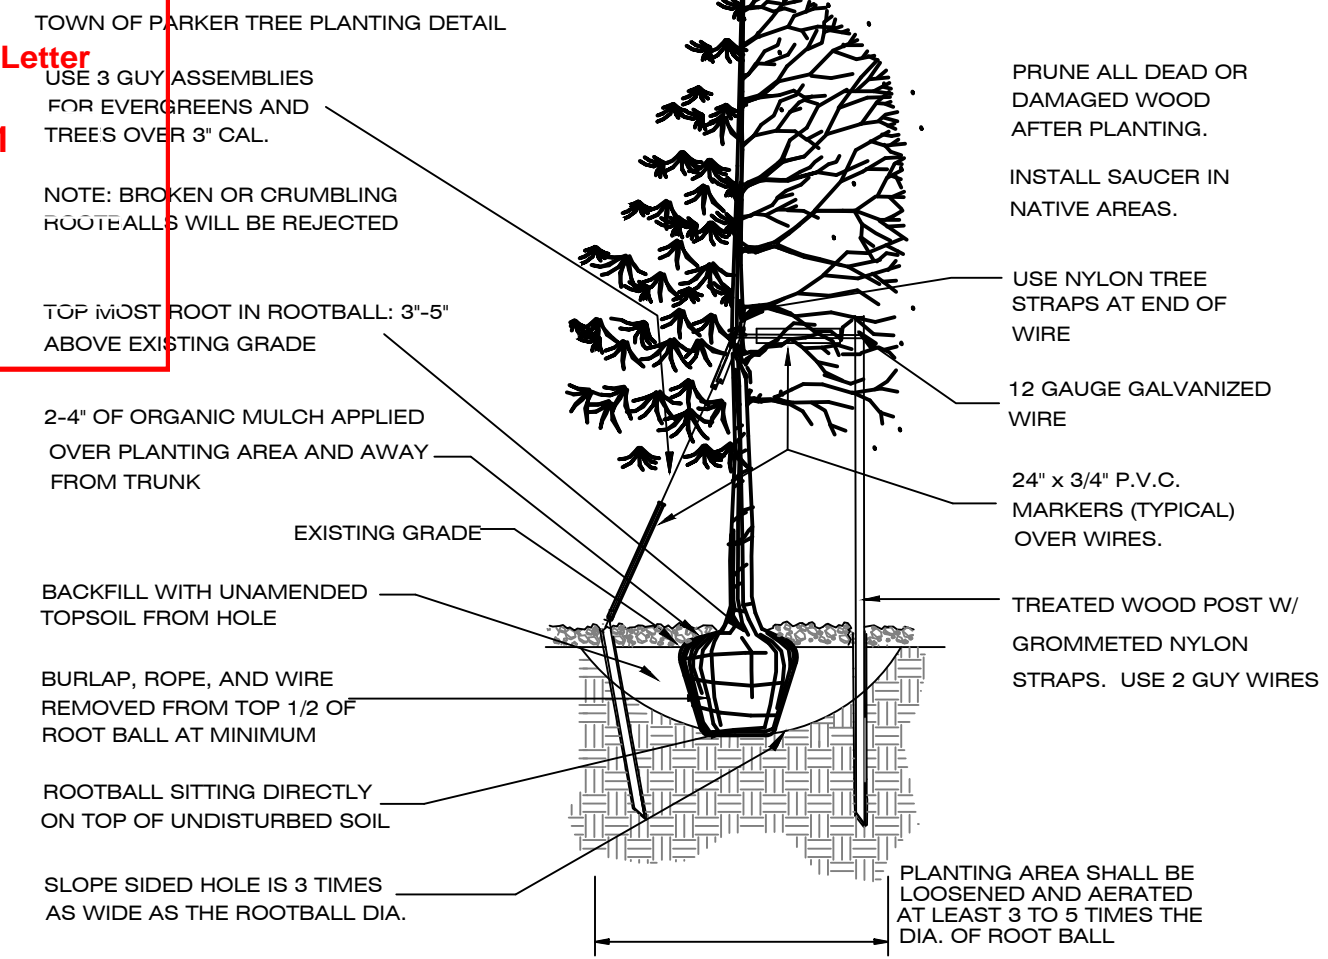 TOWN OF PARKER TREE PLANTING DETAIL
Letter
USE 3 GUY ASSEMBLIES
FOR EVERGREENS AND
TREES OVER 3" CAL.
1
NOTE: BROKEN OR CRUMBLING
ROOTBALLS WILL BE REJECTED
TOP MOST ROOT IN ROOTBALL: 3"-5"
ABOVE EXISTING GRADE
2-4" OF ORGANIC MULCH APPLIED
OVER PLANTING AREA AND AWAY
FROM TRUNK
EXISTING GRADE
BACKFILL WITH UNAMENDED
TOPSOIL FROM HOLE
BURLAP, ROPE, AND WIRE
REMOVED FROM TOP 1/2 OF
ROOT BALL AT MINIMUM
ROOTBALL SITTING DIRECTLY
ON TOP OF UNDISTURBED SOIL
SLOPE SIDED HOLE IS 3 TIMES
AS WIDE AS THE ROOTBALL DIA.
PRUNE ALL DEAD OR
DAMAGED WOOD
AFTER PLANTING.
INSTALL SAUCER IN
NATIVE AREAS.
USE NYLON TREE
STRAPS AT END OF
WIRE
12 GAUGE GALVANIZED
WIRE
24" x 3/4" P.V.C.
MARKERS (TYPICAL)
OVER WIRES.
TREATED WOOD POST W/
GROMMETED NYLON
STRAPS.  USE 2 GUY WIRES
PLANTING AREA SHALL BE
LOOSENED AND AERATED
AT LEAST 3 TO 5 TIMES THE
DIA. OF ROOT BALL